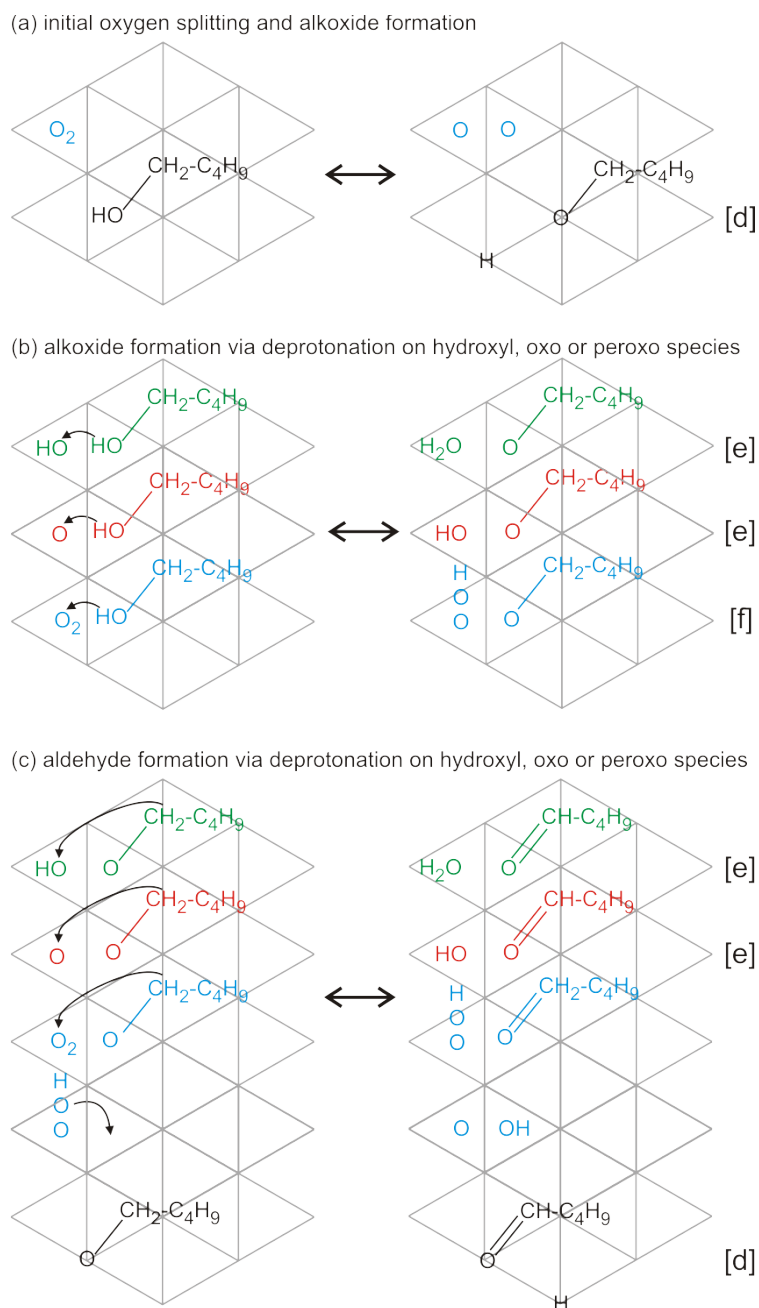 (a) initial oxygen splitting and alkoxide formation
O2
O O
CH2-C4H9
CH2-C4H9
HO
O
[d]
H
(b) alkoxide formation via deprotonation on hydroxyl, oxo or peroxo species
CH2-C4H9
CH2-C4H9
HO HO
H2O O
[e]
CH2-C4H9
CH2-C4H9
O HO
HO O
[e]
CH2-C4H9
H
CH2-C4H9
O
O2 HO
O O
[f]
(c) aldehyde formation via deprotonation on hydroxyl, oxo or peroxo species
CH2-C4H9
CH-C4H9
HO O
H2O O
[e]
CH2-C4H9
CH-C4H9
O O
HO O
[e]
CH2-C4H9
H
CH2-C4H9
O
O2 O
O O
H
O
O
O OH
CH2-C4H9
CH-C4H9
O
O
[d]
H